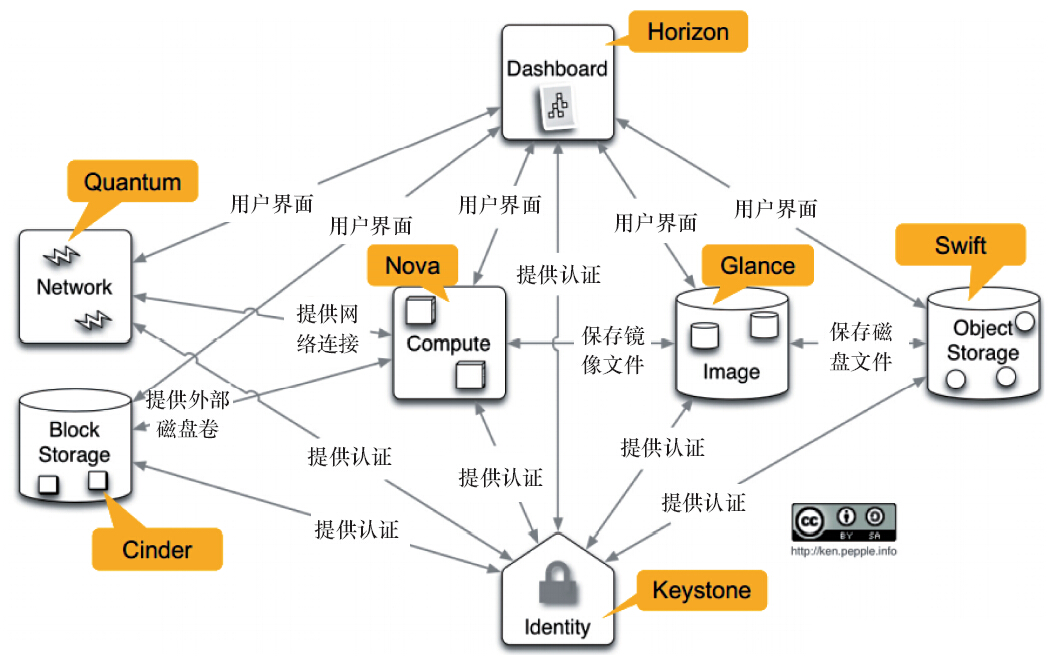 Horizon
Dashboard
Quantum
用户界面
用户界面
用户界面
用户界面
用户界面
Network
Nova
提供认证
Glance
Swift
提供网
络连接
Compute
保存镜
像文件
Image
保存磁
盘文件
Object
Storage
提供外部
磁盘卷
Block
Storage
提供认证
提供认证
提供认证
提供认证
提供认证
Cinder
cc
BY SA
http://ken.pepple.info
Keystone
Identity